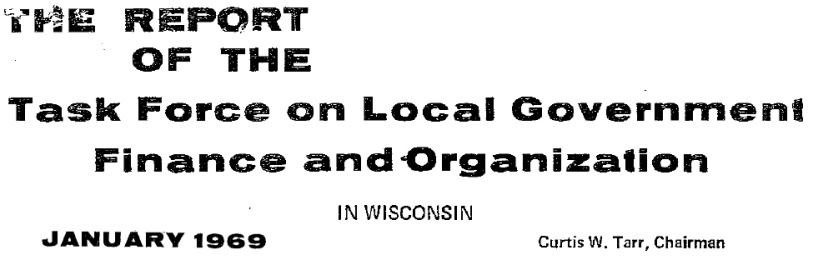 THE REPORT
OF THE
Task Force on Local Government
Finance and Organization
IN WISCONSIN
JANUARY 1969
Curtis W. Tarr, Chairman